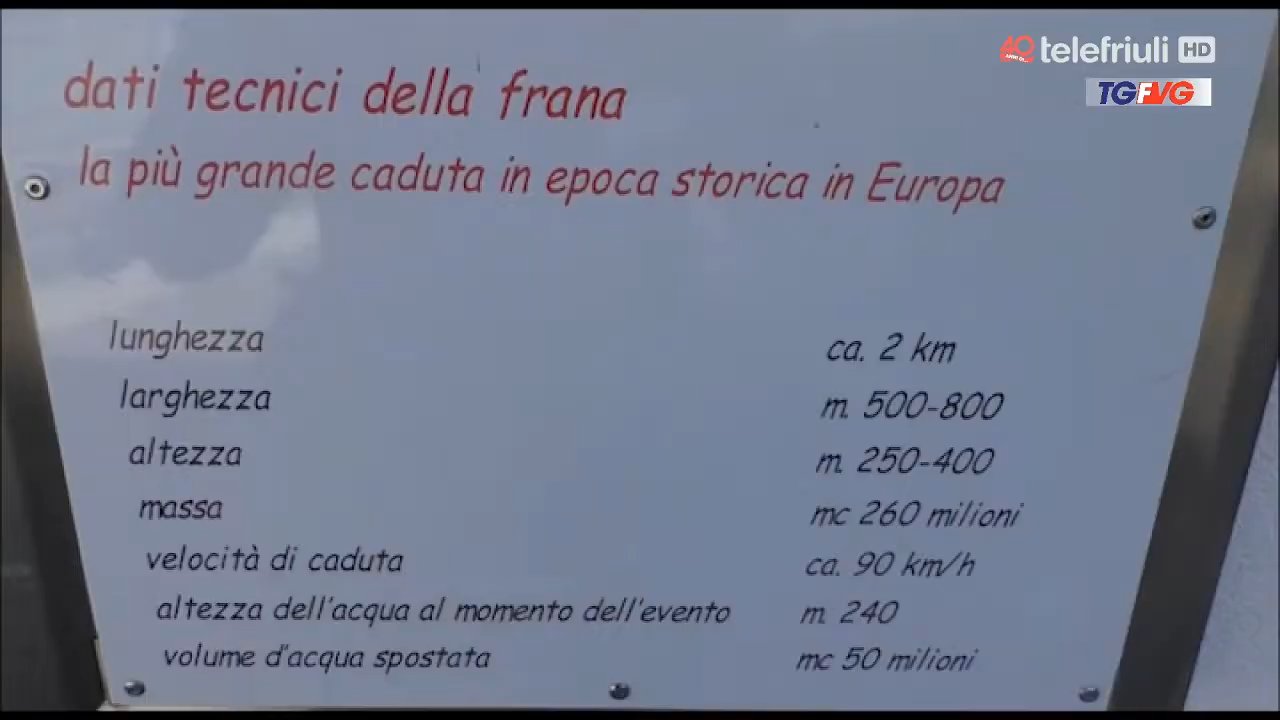 40 telefriuli HD
TGFVG
dati tecnici della frana
la più grande caduta in epoca storica in Europa
lunghezza ca. 2 km
larghezza m. 500-800
altezza m. 250-400
massa mc 260 milioni
velocità di caduta ca. 90 km/h
altezza dell'acqua al momento dell'evento m. 240
volume d'acqua spostata mc 50 milioni